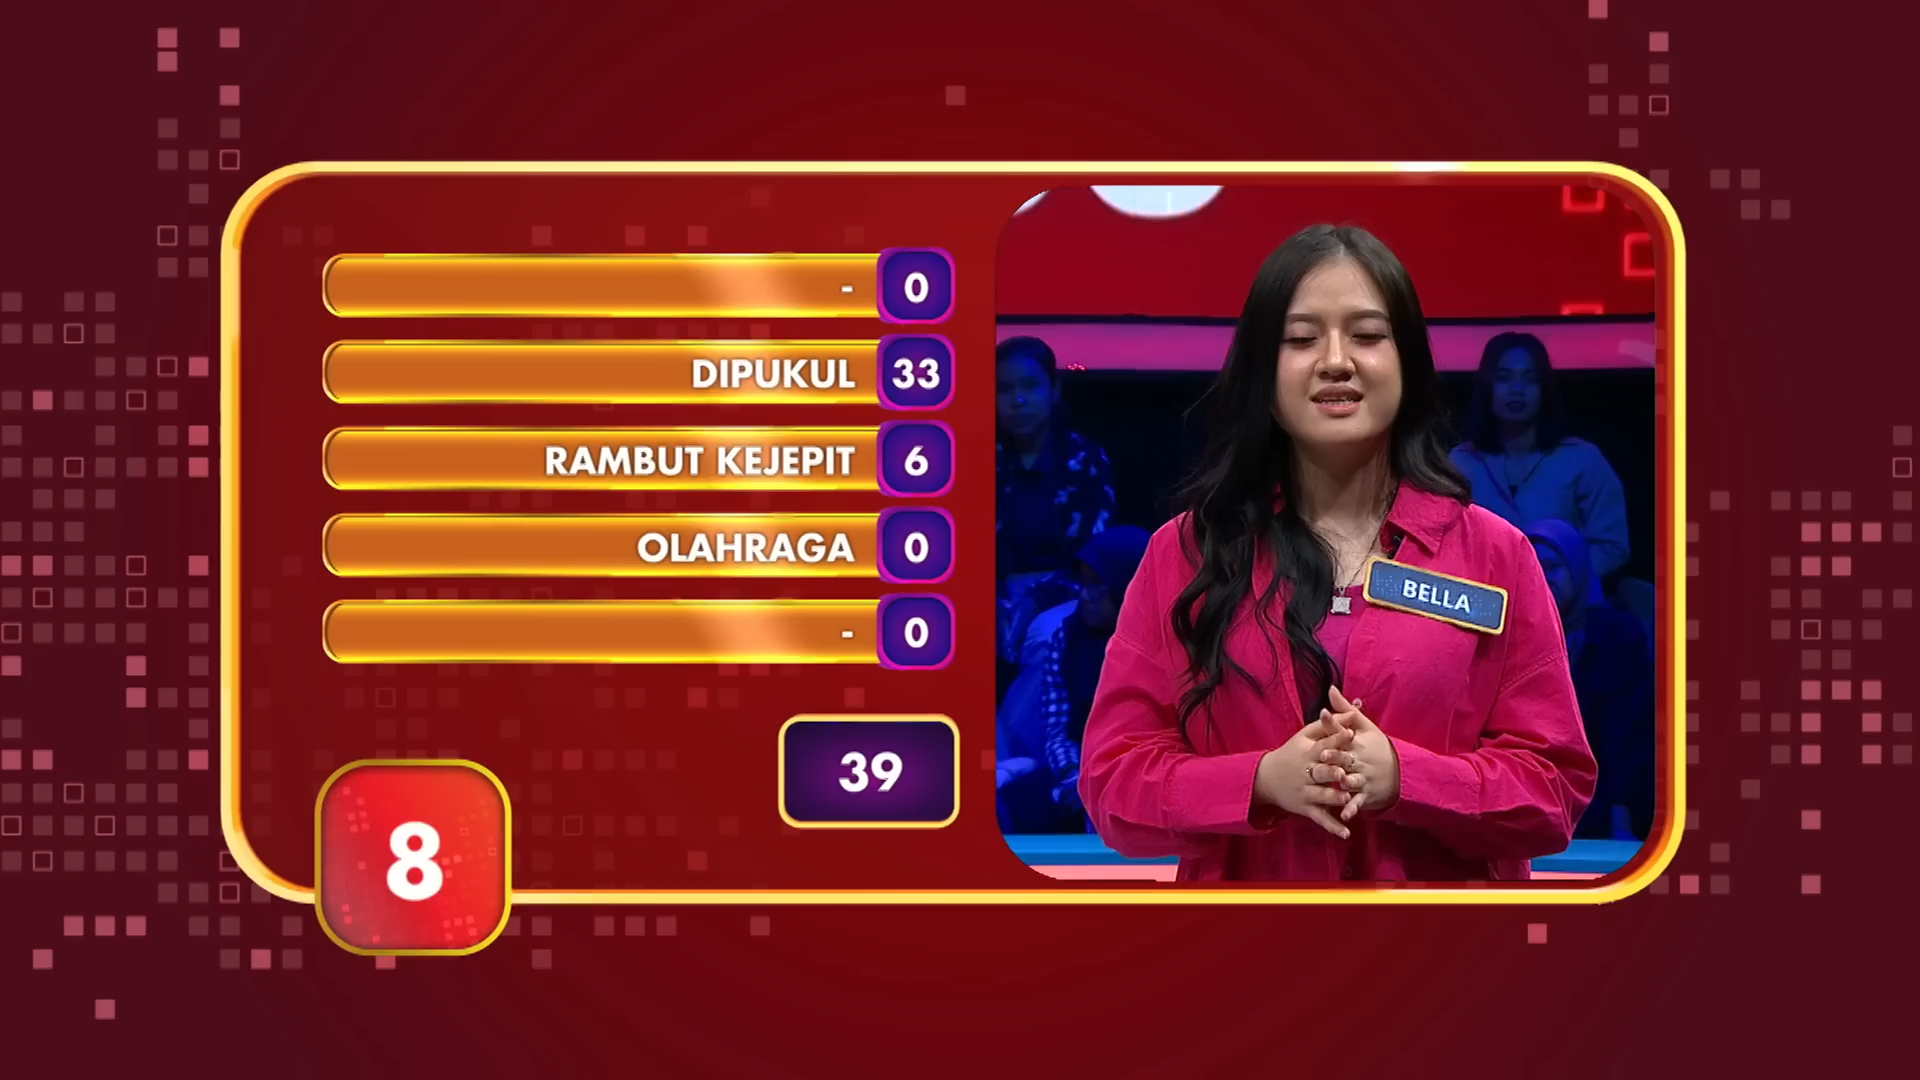 - 0
DIPUKUL 33
RAMBUT KEJEPIT 6
OLAHRAGA 0
- 0
39
8
BELLA